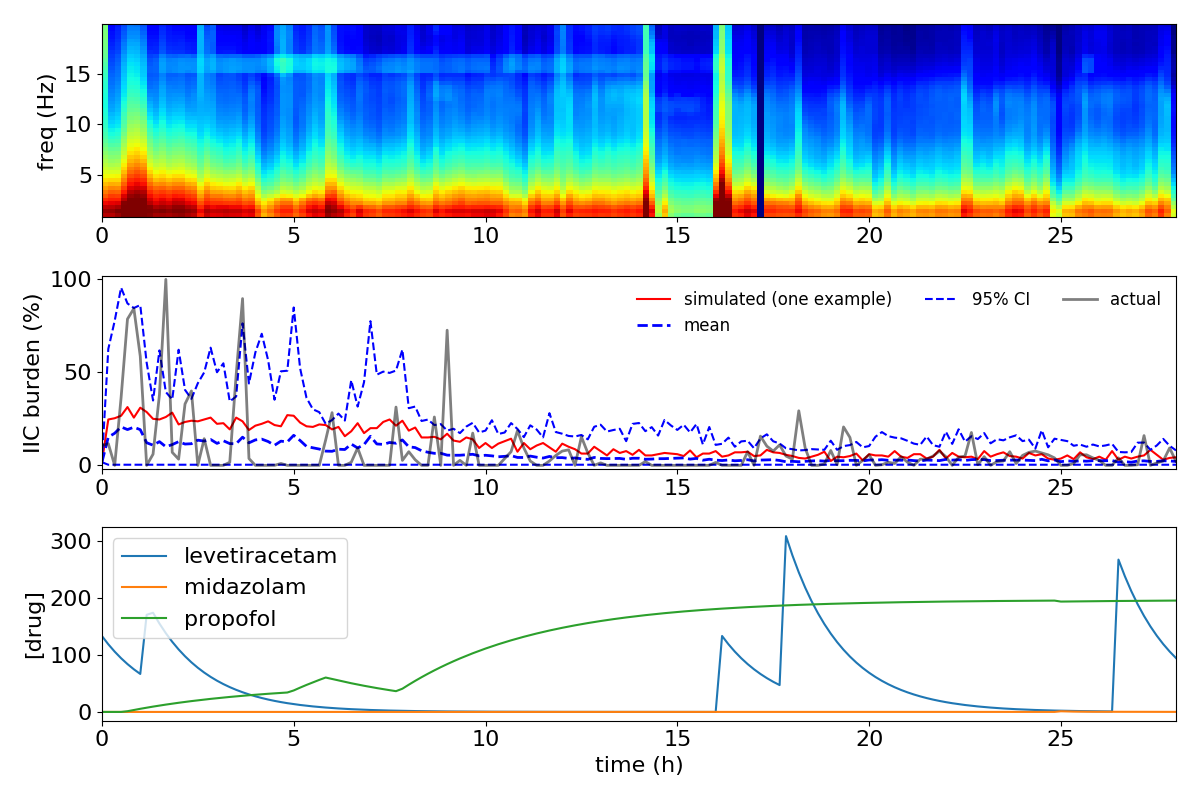 freq (Hz)
15
10
5
0 5 10 15 20 25
IIC burden (%)
100
50
0
simulated (one example) 95% CI actual
mean
0 5 10 15 20 25
[drug]
300
200
100
0
levetiracetam
midazolam
propofol
0 5 10 15 20 25
time (h)